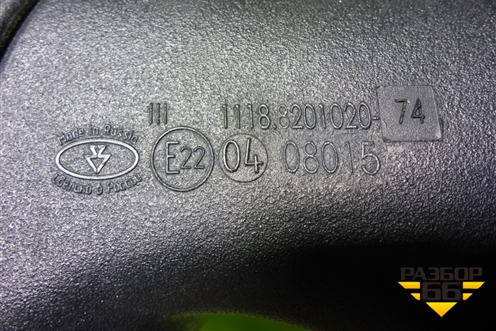 III 1118.8201020-74
Made in Russia
E22 04 08015
Сделано в России
РАЗБОР
66